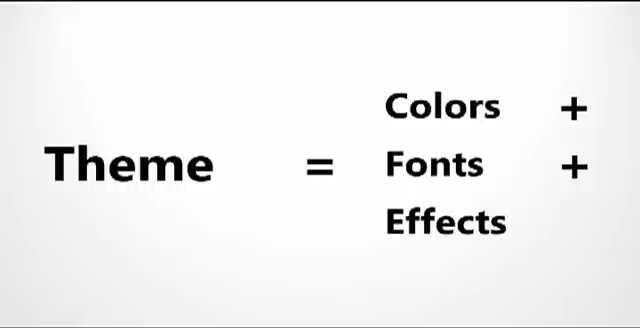 Colors +
Theme = Fonts +
Effects